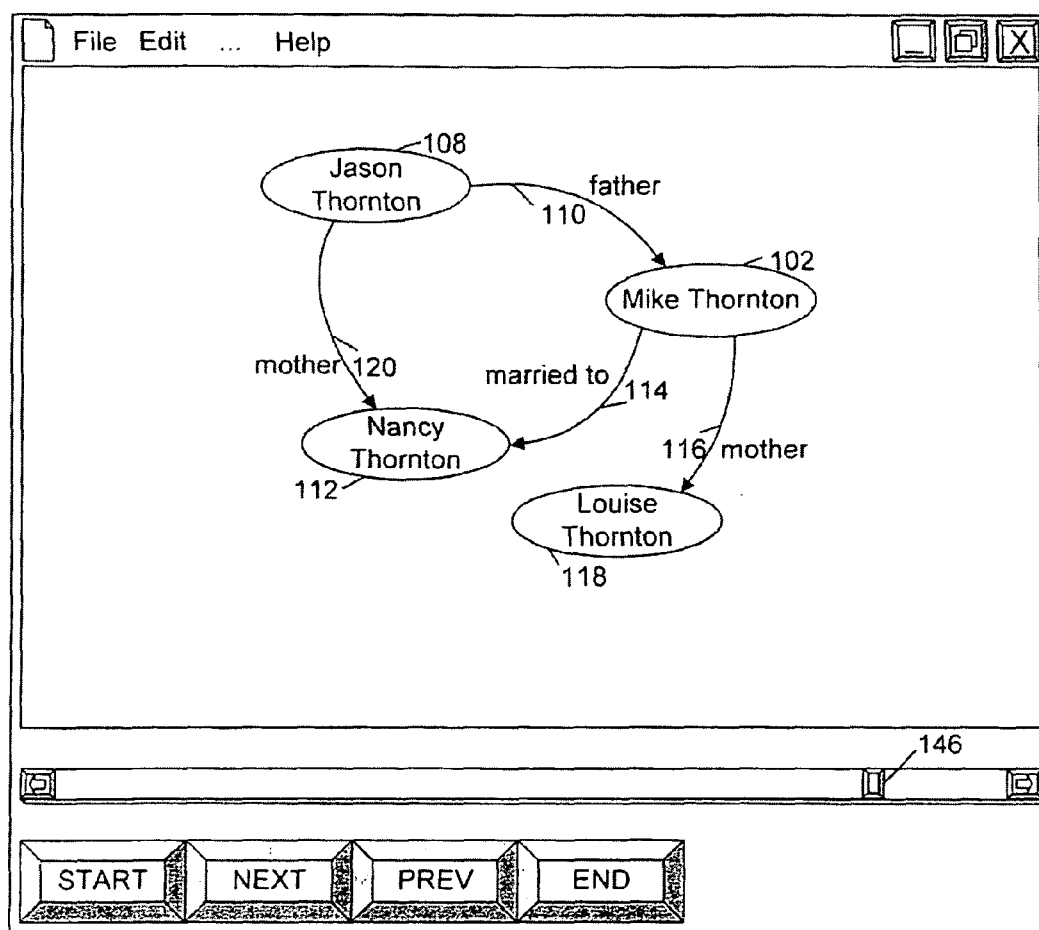 File Edit ... Help
X
108
Jason
Thornton
father
110
102
Mike Thornton
mother 120
married to
114
Nancy
Thornton
112
116 mother
Louise
Thornton
118
146
START NEXT PREV END